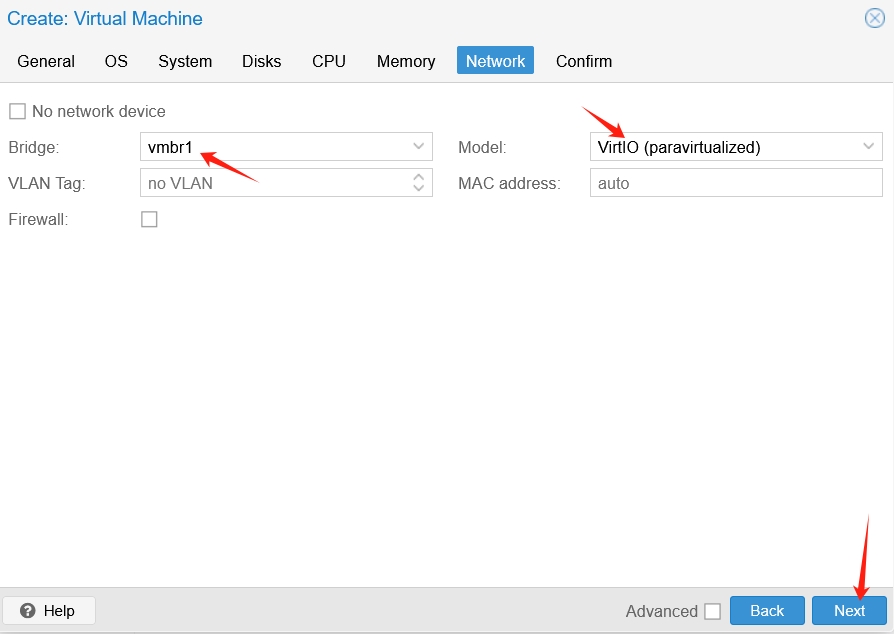 Create: Virtual Machine
General OS System Disks CPU Memory Network Confirm
No network device
Bridge: vmbr1 Model: VirtIO (paravirtualized)
VLAN Tag: no VLAN MAC address: auto
Firewall:
Help Advanced Back Next